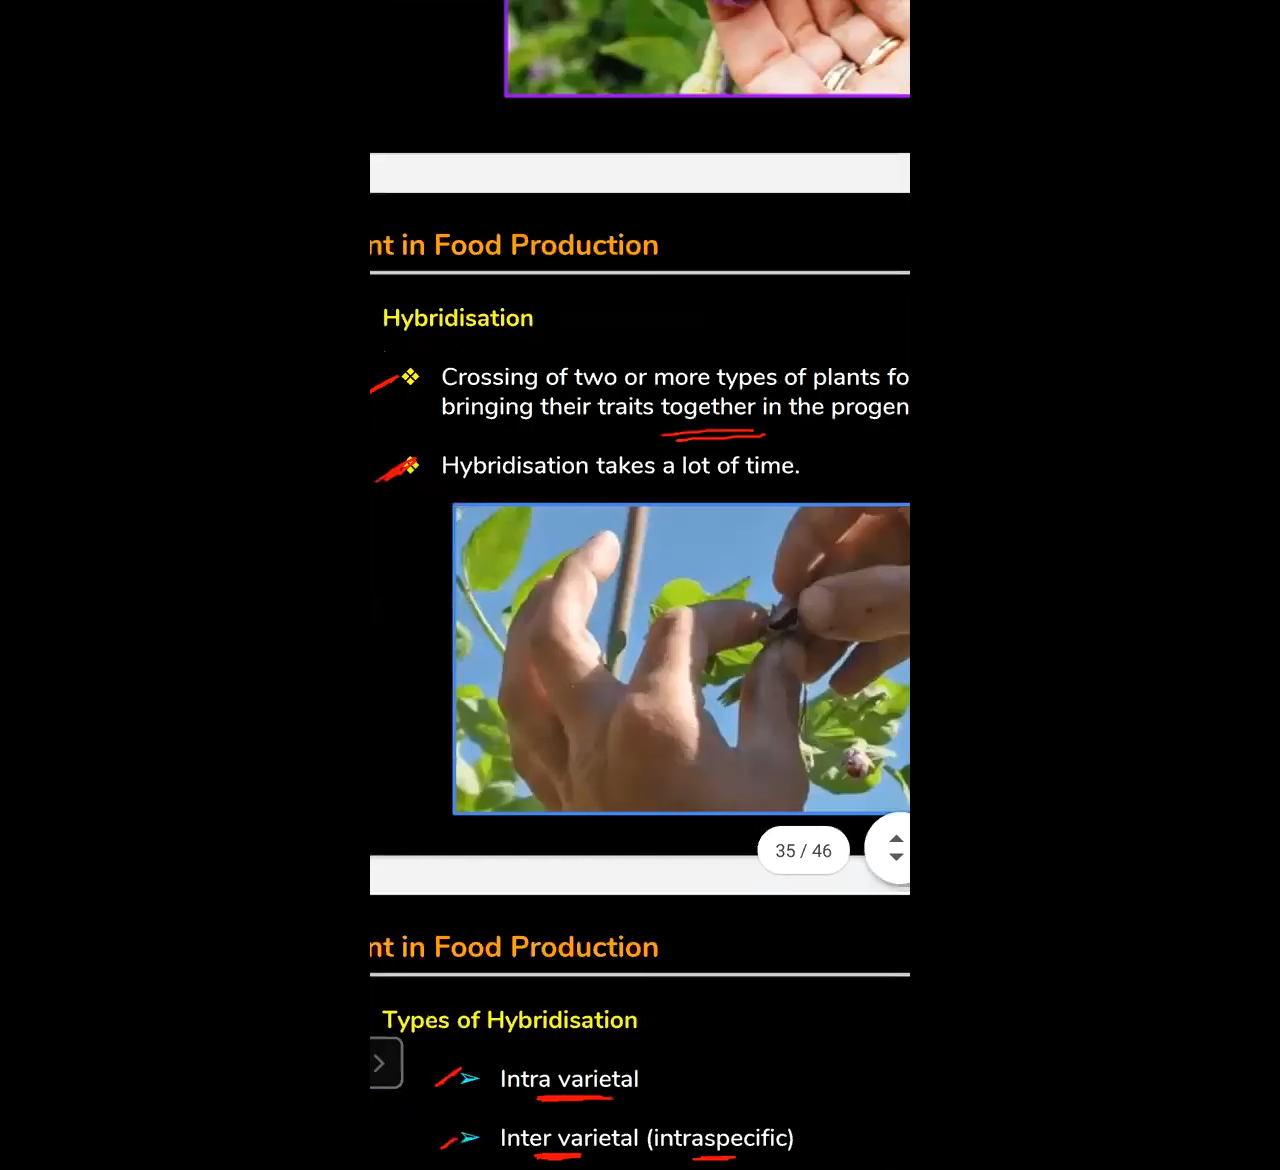 nt in Food Production
Hybridisation
Crossing of two or more types of plants fo
bringing their traits together in the progen
Hybridisation takes a lot of time.
35 / 46
nt in Food Production
Types of Hybridisation
Intra varietal
Inter varietal (intraspecific)